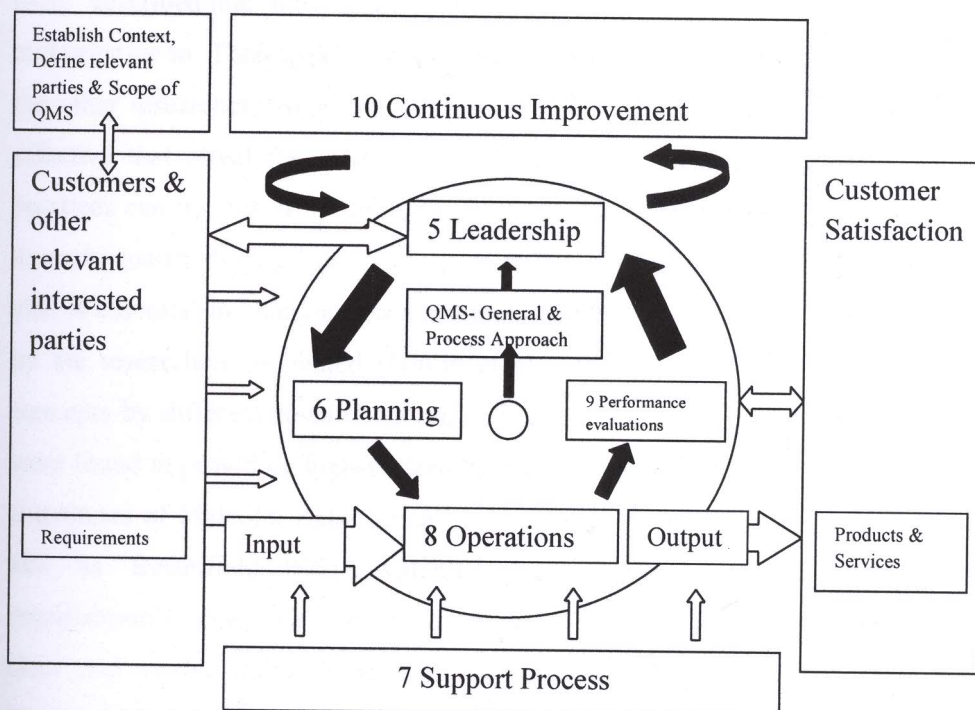 Establish Context,
Define relevant
parties & Scope of
QMS
10 Continuous Improvement
Customers &
other
relevant
interested
parties
5 Leadership
Customer
Satisfaction
QMS- General &
Process Approach
6 Planning
9 Performance
evaluations
Requirements
Input
8 Operations
Output
Products &
Services
7 Support Process